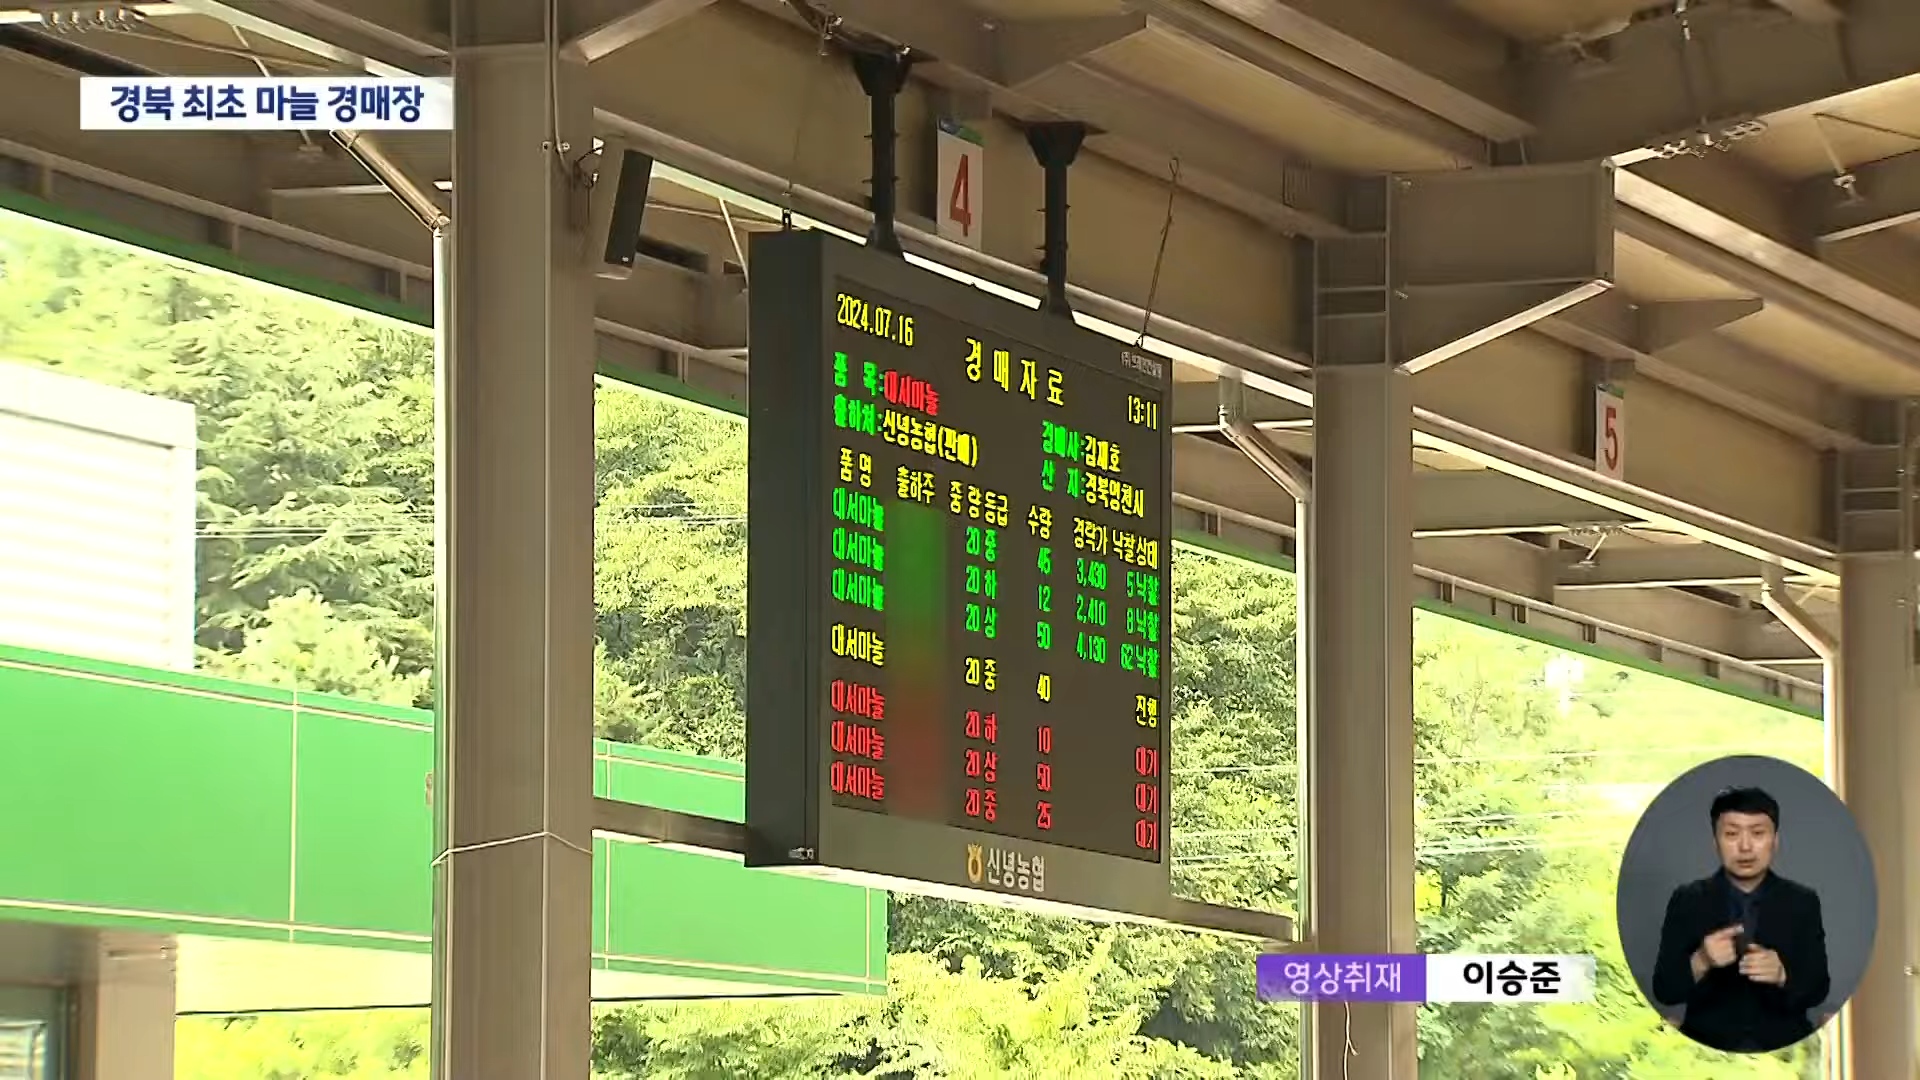 경북 최초 마늘 경매장
4
5
2024.07.16
경매자료
13:11
품 목:대서마늘
경매사:김재호
출하처:신녕농협(판매)
산 지:경북영천시
품명 출하주 중량 등급 수량 경락가 낙찰상태
대서마늘 20 중 45 3,430 5 낙찰
대서마늘 20 하 12 2,410 8 낙찰
대서마늘 20 상 50 4,130 62 낙찰
대서마늘 20 중 40 진행
대서마늘 20 하 10 대기
대서마늘 20 상 50 대기
대서마늘 20 중 25 대기
신녕농협
영상취재 이승준